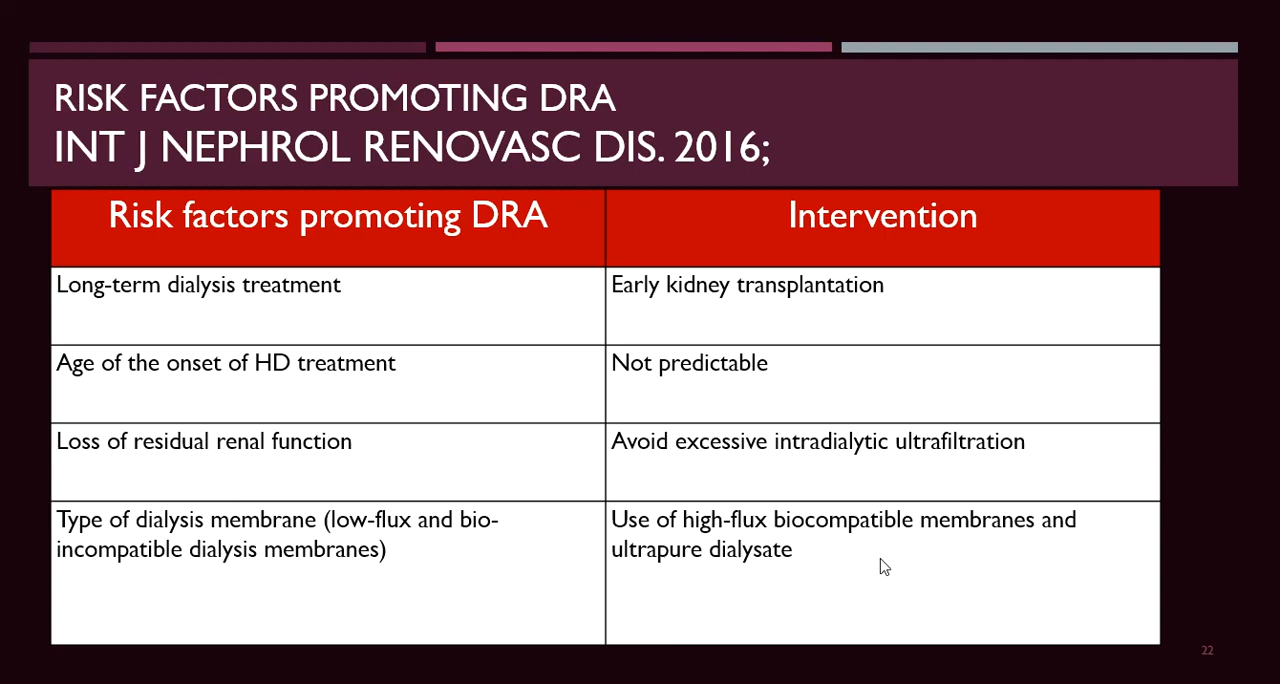 RISK FACTORS PROMOTING DRA
INT J NEPHROL RENOVASC DIS. 2016;
Risk factors promoting DRA
Intervention
Long-term dialysis treatment
Early kidney transplantation
Age of the onset of HD treatment
Not predictable
Loss of residual renal function
Avoid excessive intradialytic ultrafiltration
Type of dialysis membrane (low-flux and bio-
incompatible dialysis membranes)
Use of high-flux biocompatible membranes and
ultrapure dialysate
22